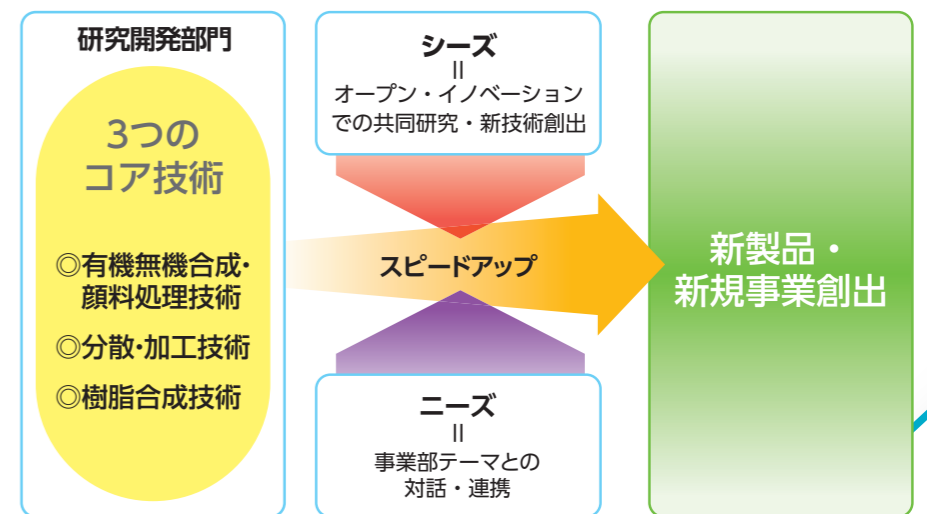 研究開発部門
3つの
コア技術
◎有機無機合成・
顔料処理技術
◎分散・加工技術
◎樹脂合成技術
シーズ
=
オープン・イノベーション
での共同研究・新技術創出
スピードアップ
ニーズ
=
事業部テーマとの
対話・連携
新製品・
新規事業創出